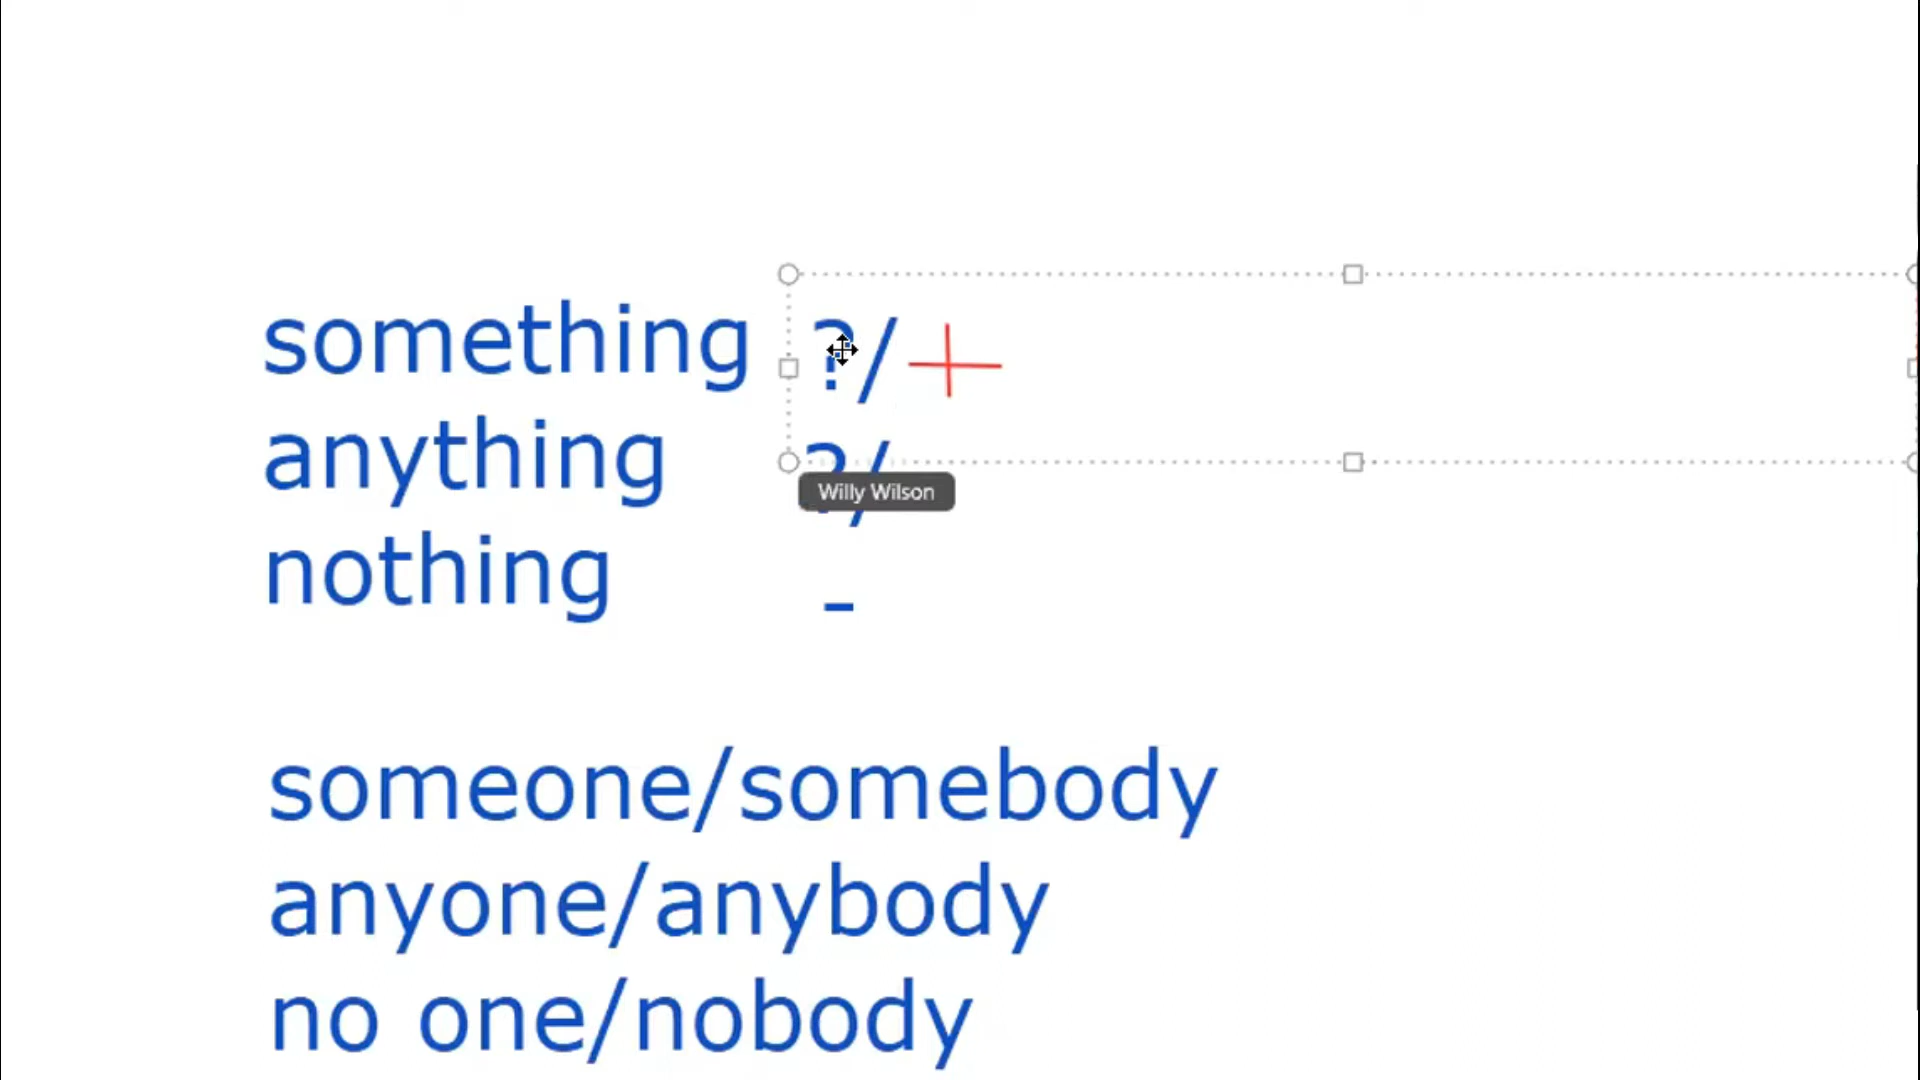 something ?/+
anything ?/
Willy Wilson
nothing -
someone/somebody
anyone/anybody
no one/nobody